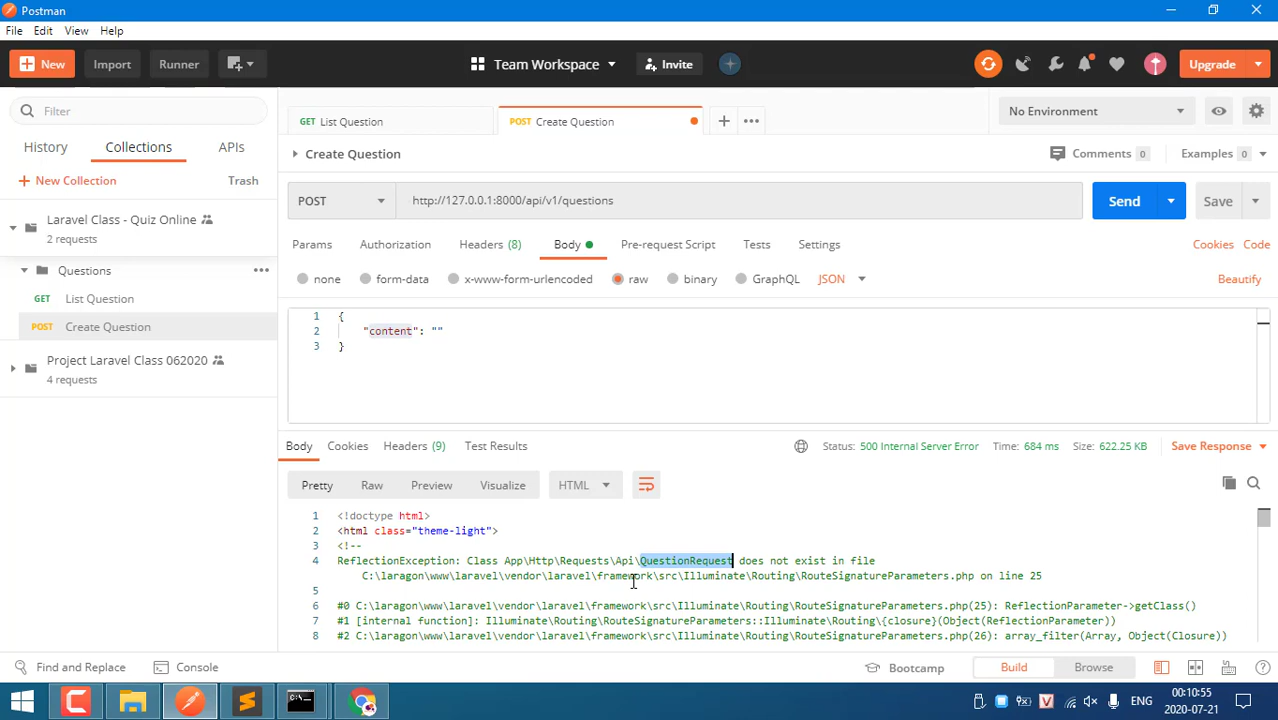 Postman
File Edit View Help
New Import Runner Team Workspace Invite Upgrade
Filter
History Collections APIs
New Collection Trash
Laravel Class - Quiz Online
2 requests
Questions
GET List Question
POST Create Question
Project Laravel Class 062020
4 requests
GET List Question POST Create Question No Environment
Create Question Comments 0 Examples 0
POST http://127.0.0.1:8000/api/v1/questions Send Save
Params Authorization Headers (8) Body Pre-request Script Tests Settings Cookies Code
none form-data x-www-form-urlencoded raw binary GraphQL JSON Beautify
1 {
2 "content": ""
3 }
Body Cookies Headers (9) Test Results Status: 500 Internal Server Error Time: 684 ms Size: 622.25 KB Save Response
Pretty Raw Preview Visualize HTML
1 <!doctype html>
2 <html class="theme-light">
3 <!--
4 ReflectionException: Class App\Http\Requests\Api\QuestionRequest does not exist in file
C:\laragon\www\laravel\vendor\laravel\framework\src\Illuminate\Routing\RouteSignatureParameters.php on line 25
5
6 #0 C:\laragon\www\laravel\vendor\laravel\framework\src\Illuminate\Routing\RouteSignatureParameters.php(25): ReflectionParameter->getClass()
7 #1 [internal function]: Illuminate\Routing\RouteSignatureParameters::Illuminate\Routing\{closure}(Object(ReflectionParameter))
8 #2 C:\laragon\www\laravel\vendor\laravel\framework\src\Illuminate\Routing\RouteSignatureParameters.php(26): array_filter(Array, Object(Closure))
Find and Replace Console Bootcamp Build Browse
ENG 00:10:55
2020-07-21